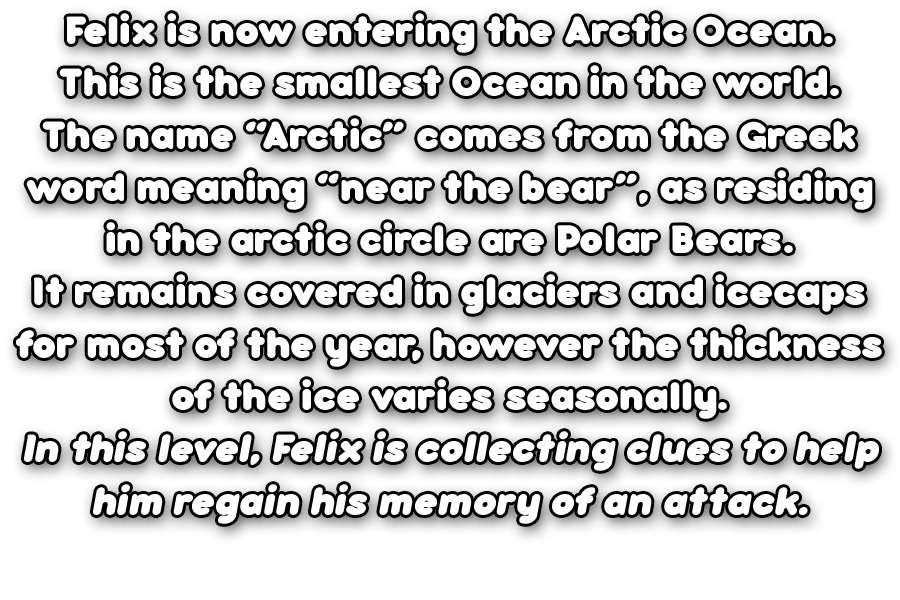 Felix is now entering the Arctic Ocean.
This is the smallest Ocean in the world.
The name “Arctic” comes from the Greek
word meaning “near the bear”, as residing
in the arctic circle are Polar Bears.
It remains covered in glaciers and icecaps
for most of the year, however the thickness
of the ice varies seasonally.
In this level, Felix is collecting clues to help
him regain his memory of an attack.